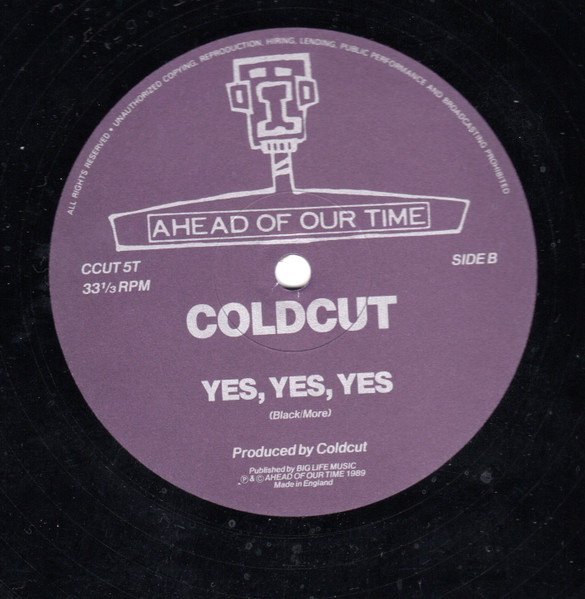 ALL RIGHTS RESERVED • UNAUTHORIZED COPYING, REPRODUCTION, HIRING, LENDING, PUBLIC PERFORMANCE AND BROADCASTING PROHIBITED
AHEAD OF OUR TIME
CCUT 5T
SIDE B
33 1/3 RPM
COLDCUT
YES, YES, YES
(Black/More)
Produced by Coldcut
Published by BIG LIFE MUSIC
Ⓟ & © AHEAD OF OUR TIME 1989
Made in England